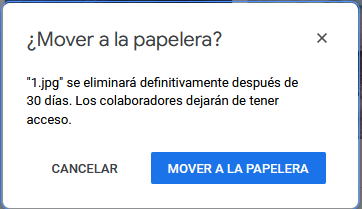 ¿Mover a la papelera?
"1.jpg" se eliminará definitivamente después de
30 días. Los colaboradores dejarán de tener
acceso.
CANCELAR
MOVER A LA PAPELERA